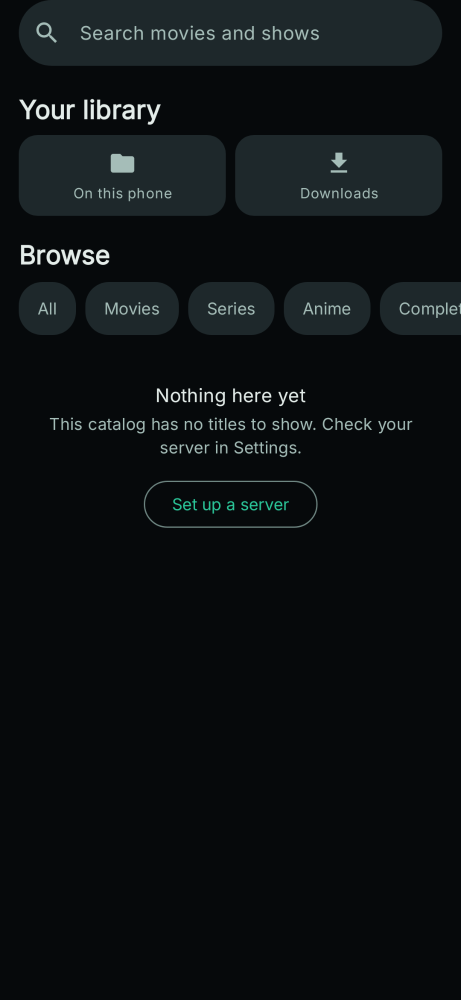 Search movies and shows
Your library
On this phone
Downloads
Browse
All
Movies
Series
Anime
Complet
Nothing here yet
This catalog has no titles to show. Check your
server in Settings.
Set up a server